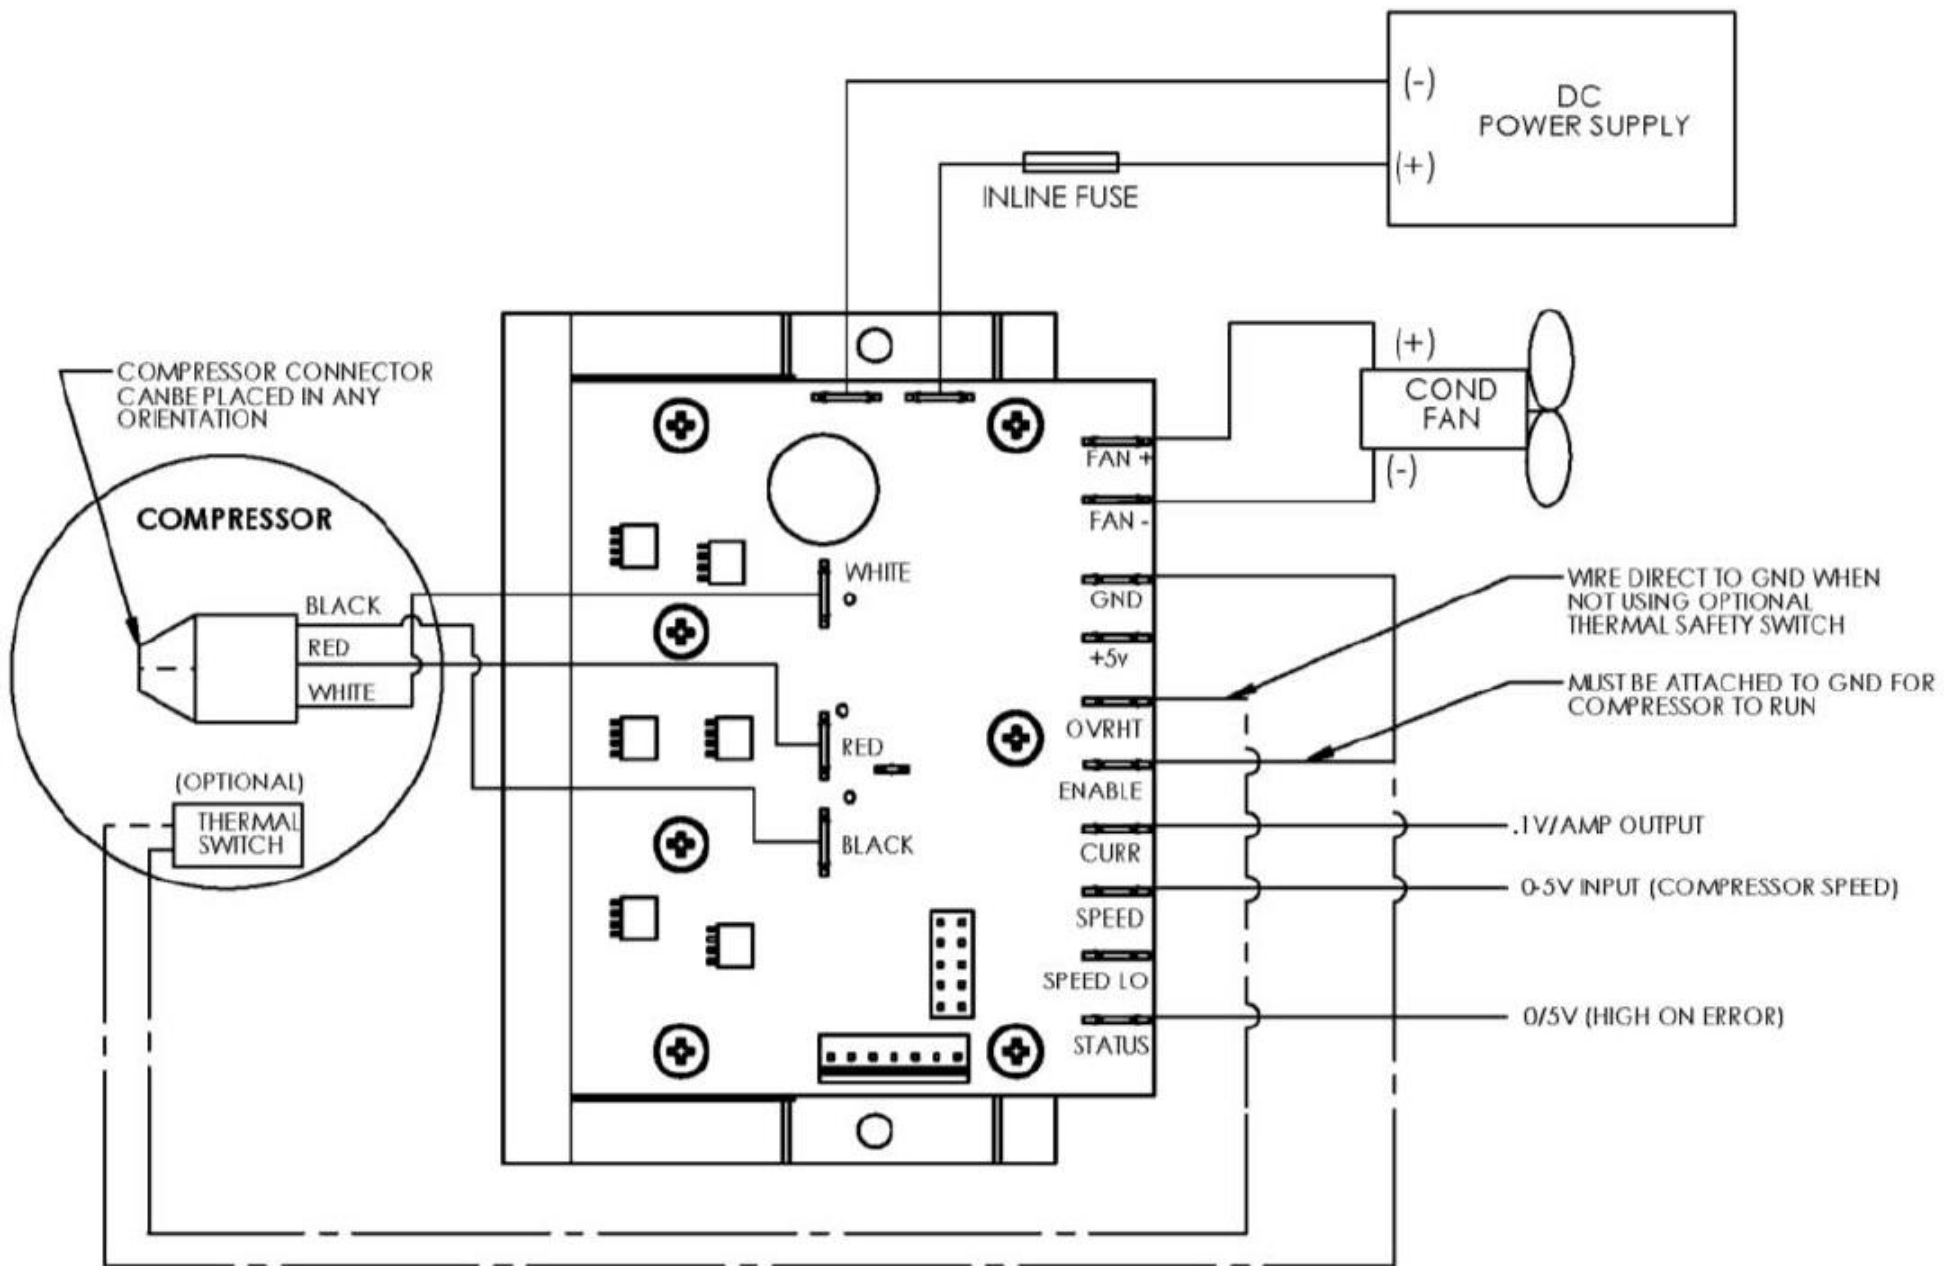 (-)
DC
POWER SUPPLY
(+)
INLINE FUSE
COMPRESSOR CONNECTOR
CANBE PLACED IN ANY
ORIENTATION
(+)
COND
FAN
(-)
FAN +
FAN -
COMPRESSOR
BLACK
RED
WHITE
(OPTIONAL)
THERMAL
SWITCH
WHITE
RED
BLACK
GND
+5v
OVRHT
ENABLE
CURR
SPEED
SPEED LO
STATUS
WIRE DIRECT TO GND WHEN
NOT USING OPTIONAL
THERMAL SAFETY SWITCH
MUST BE ATTACHED TO GND FOR
COMPRESSOR TO RUN
.1V/AMP OUTPUT
0-5V INPUT (COMPRESSOR SPEED)
0/5V (HIGH ON ERROR)